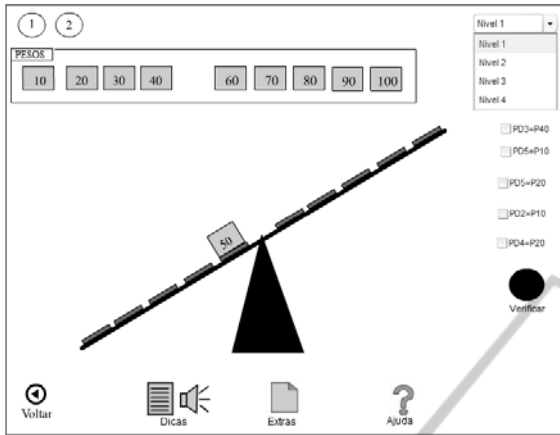 1 2
Nivel 1
Nivel 1
Nivel 2
Nivel 3
Nivel 4
PESOS
10 20 30 40 60 70 80 90 100
PD3=P40
PD5=P10
PD5=P20
PD2=P10
PD4=P20
50
Verificar
Voltar
Dicas
Extras
Ajuda